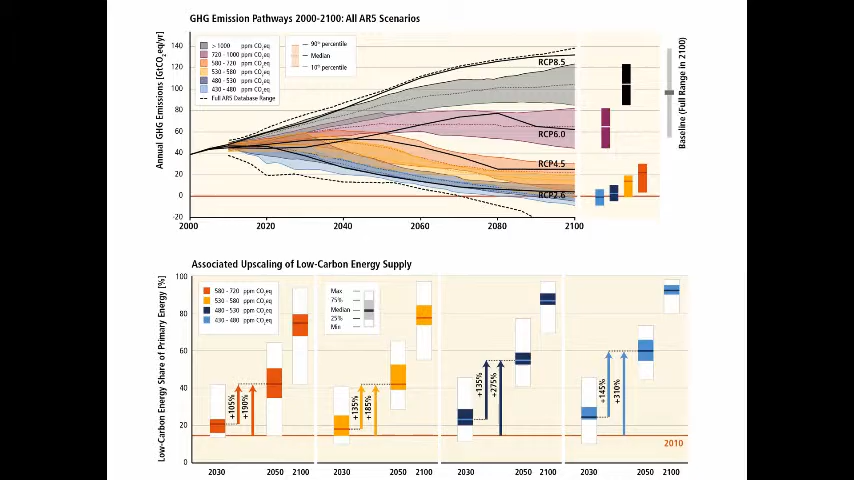 GHG Emission Pathways 2000-2100: All AR5 Scenarios
Annual GHG Emissions [GtCO2eq/yr]
140
120
100
80
60
40
20
0
-20
> 1000 ppm CO2eq
720 - 1000 ppm CO2eq
580 - 720 ppm CO2eq
530 - 580 ppm CO2eq
480 - 530 ppm CO2eq
430 - 480 ppm CO2eq
Full AR5 Database Range
90th percentile
Median
10th percentile
RCP8.5
RCP6.0
RCP4.5
RCP2.6
2000 2020 2040 2060 2080 2100
Baseline (Full Range in 2100)
Associated Upscaling of Low-Carbon Energy Supply
Low-Carbon Energy Share of Primary Energy [%]
100
80
60
40
20
0
580 - 720 ppm CO2eq
530 - 580 ppm CO2eq
480 - 530 ppm CO2eq
430 - 480 ppm CO2eq
Max
75%
Median
25%
Min
+105%
+190%
+135%
+185%
+135%
+275%
+145%
+310%
2010
2030 2050 2100 2030 2050 2100 2030 2050 2100 2030 2050 2100